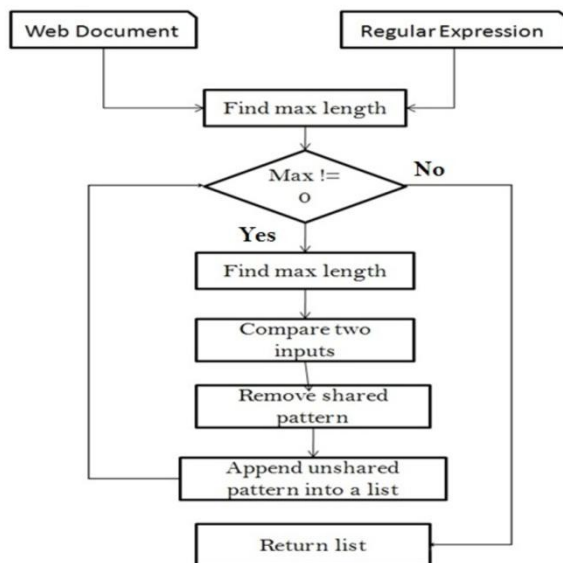 Web Document
Regular Expression
Find max length
Max !=
0
No
Yes
Find max length
Compare two
inputs
Remove shared
pattern
Append unshared
pattern into a list
Return list